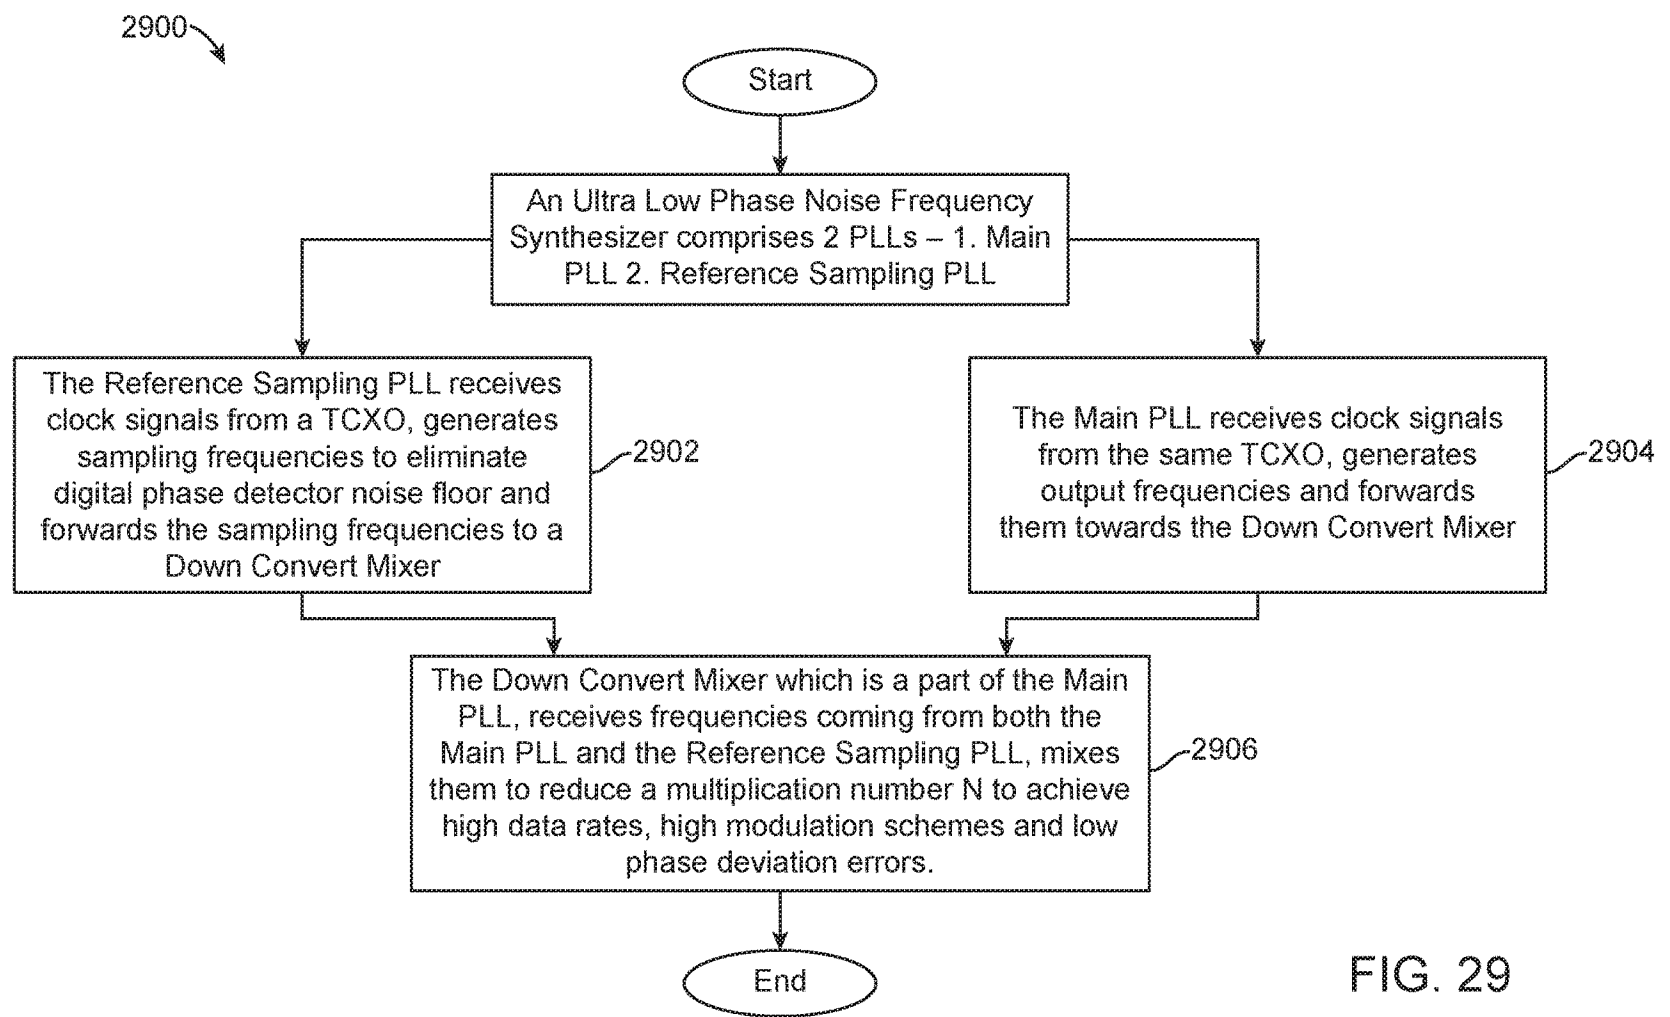 2900
Start
An Ultra Low Phase Noise Frequency
Synthesizer comprises 2 PLLs – 1. Main
PLL 2. Reference Sampling PLL
The Reference Sampling PLL receives
clock signals from a TCXO, generates
sampling frequencies to eliminate
digital phase detector noise floor and
forwards the sampling frequencies to a
Down Convert Mixer
2902
The Main PLL receives clock signals
from the same TCXO, generates
output frequencies and forwards
them towards the Down Convert Mixer
2904
The Down Convert Mixer which is a part of the Main
PLL, receives frequencies coming from both the
Main PLL and the Reference Sampling PLL, mixes
them to reduce a multiplication number N to achieve
high data rates, high modulation schemes and low
phase deviation errors.
2906
End
FIG. 29